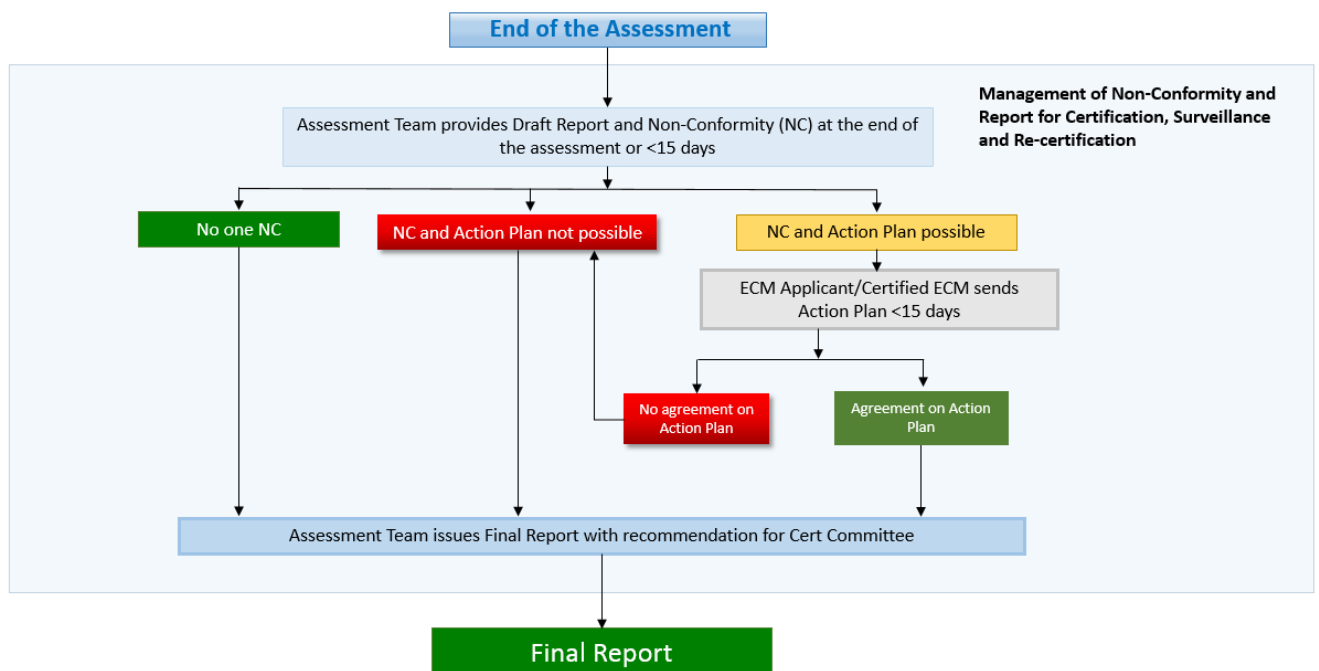 End of the Assessment
Management of Non-Conformity and
Report for Certification, Surveillance
and Re-certification
Assessment Team provides Draft Report and Non-Conformity (NC) at the end of
the assessment or <15 days
No one NC
NC and Action Plan not possible
NC and Action Plan possible
ECM Applicant/Certified ECM sends
Action Plan <15 days
No agreement on
Action Plan
Agreement on Action
Plan
Assessment Team issues Final Report with recommendation for Cert Committee
Final Report